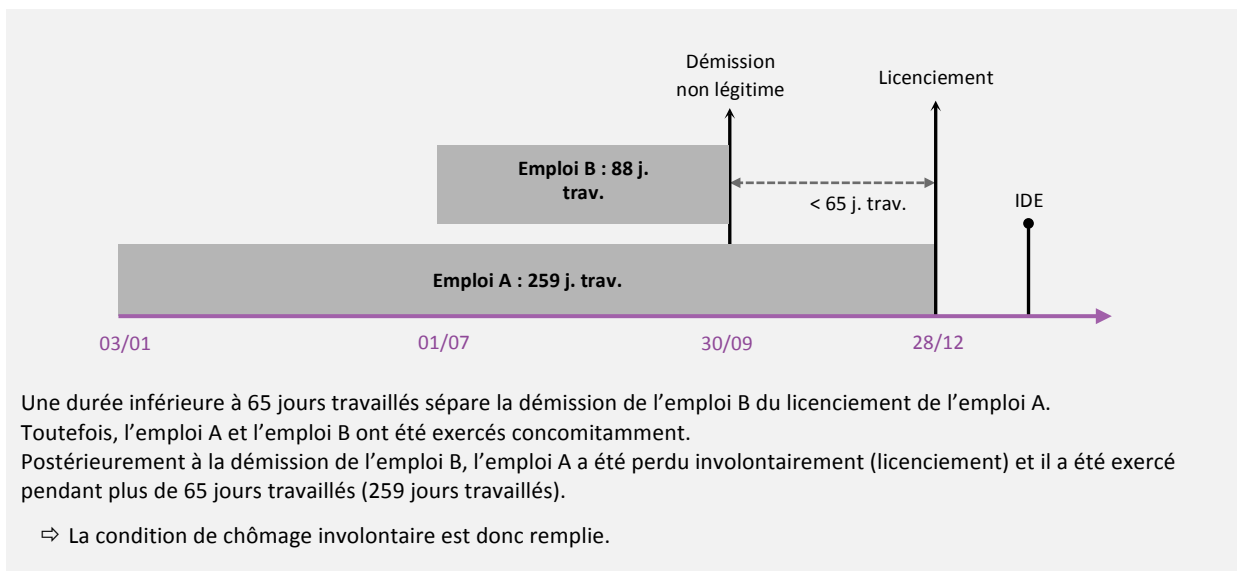 Démission
non légitime
Licenciement
Emploi B : 88 j.
trav.
< 65 j. trav.
IDE
Emploi A : 259 j. trav.
03/01
01/07
30/09
28/12
Une durée inférieure à 65 jours travaillés sépare la démission de l’emploi B du licenciement de l’emploi A.
Toutefois, l’emploi A et l’emploi B ont été exercés concomitamment.
Postérieurement à la démission de l’emploi B, l’emploi A a été perdu involontairement (licenciement) et il a été exercé
pendant plus de 65 jours travaillés (259 jours travaillés).
⇨ La condition de chômage involontaire est donc remplie.